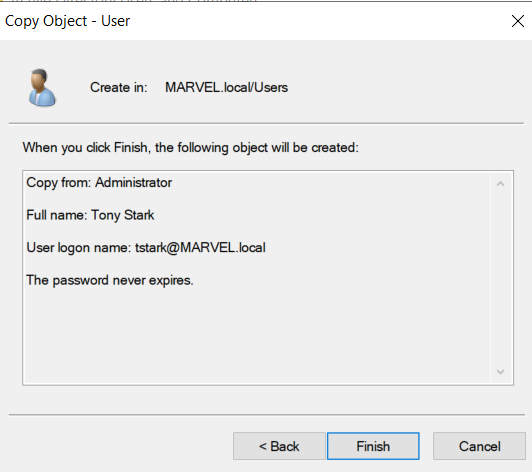 Copy Object - User
Create in: MARVEL.local/Users
When you click Finish, the following object will be created:
Copy from: Administrator
Full name: Tony Stark
User logon name: tstark@MARVEL.local
The password never expires.
< Back Finish Cancel